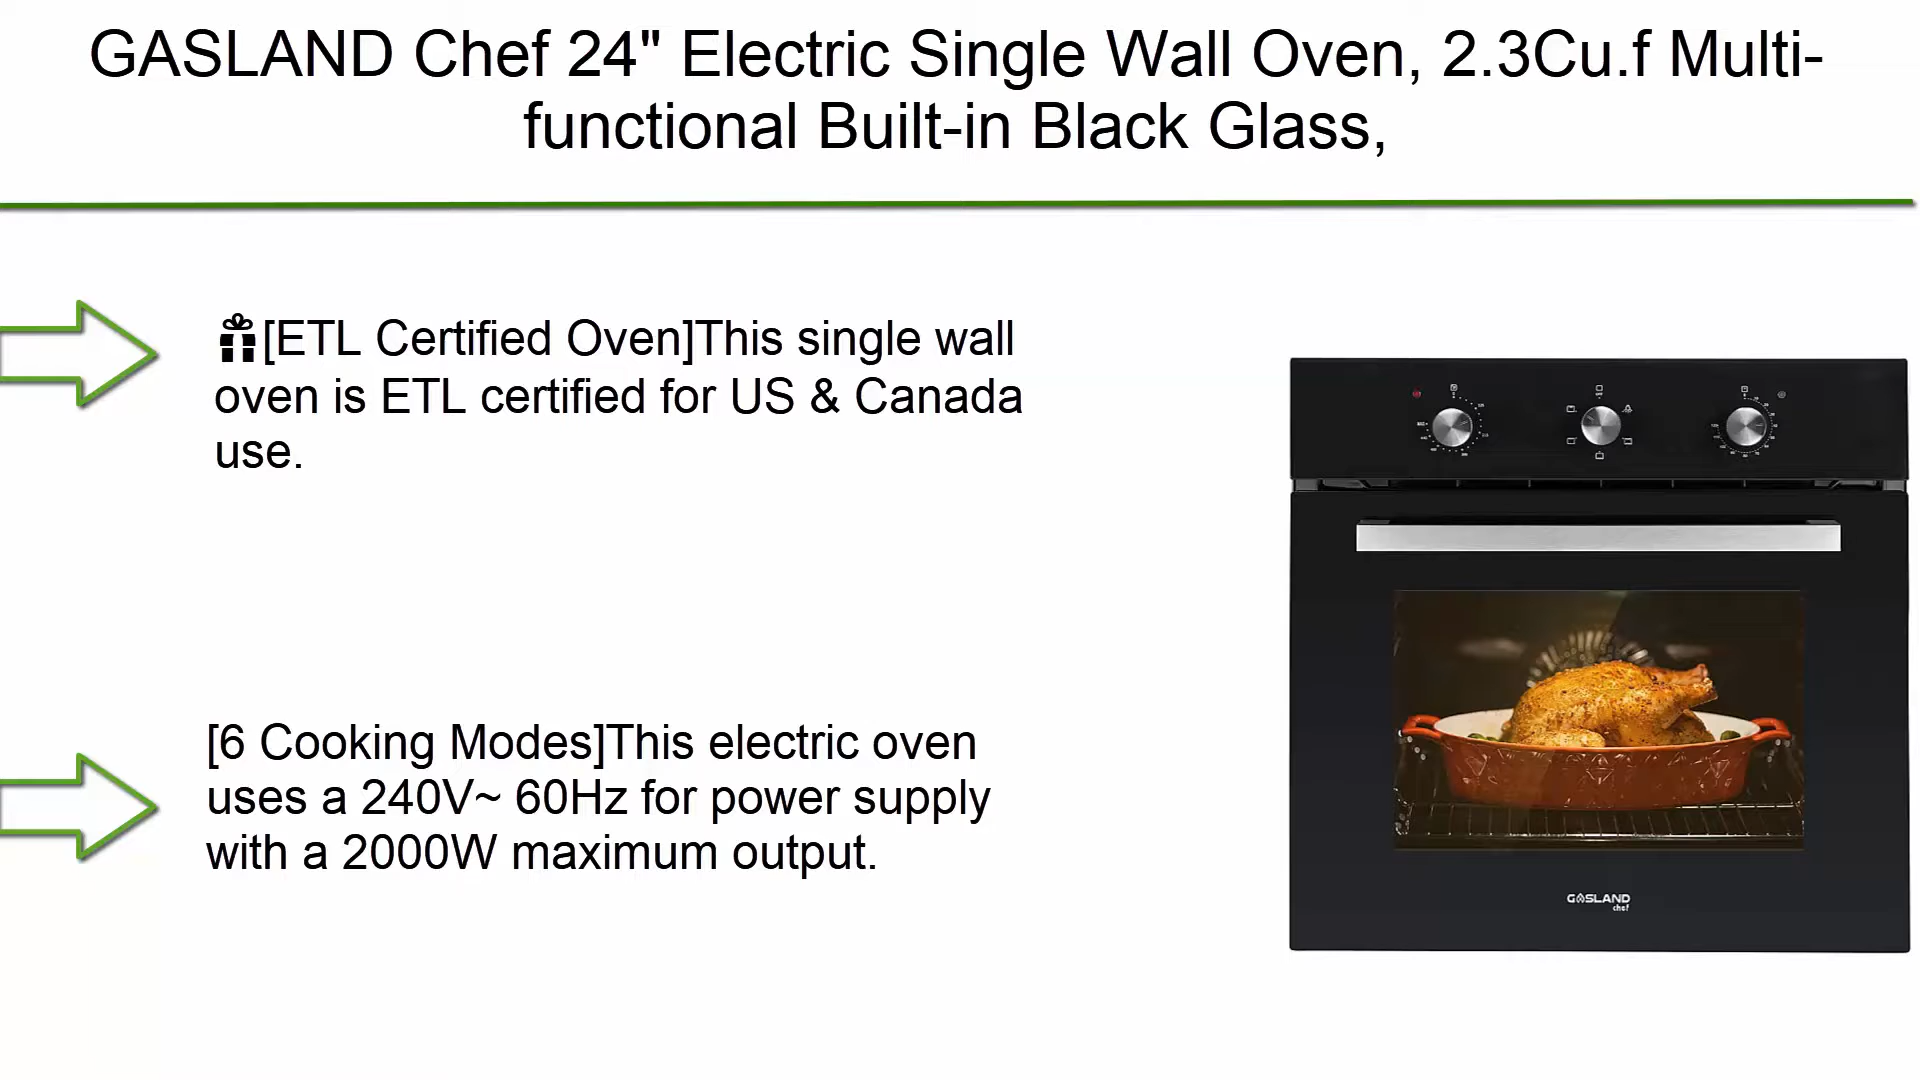 GASLAND Chef 24" Electric Single Wall Oven, 2.3Cu.f Multi-
functional Built-in Black Glass,
🎁[ETL Certified Oven]This single wall
oven is ETL certified for US & Canada
use.
[6 Cooking Modes]This electric oven
uses a 240V~ 60Hz for power supply
with a 2000W maximum output.
GASLAND
chef